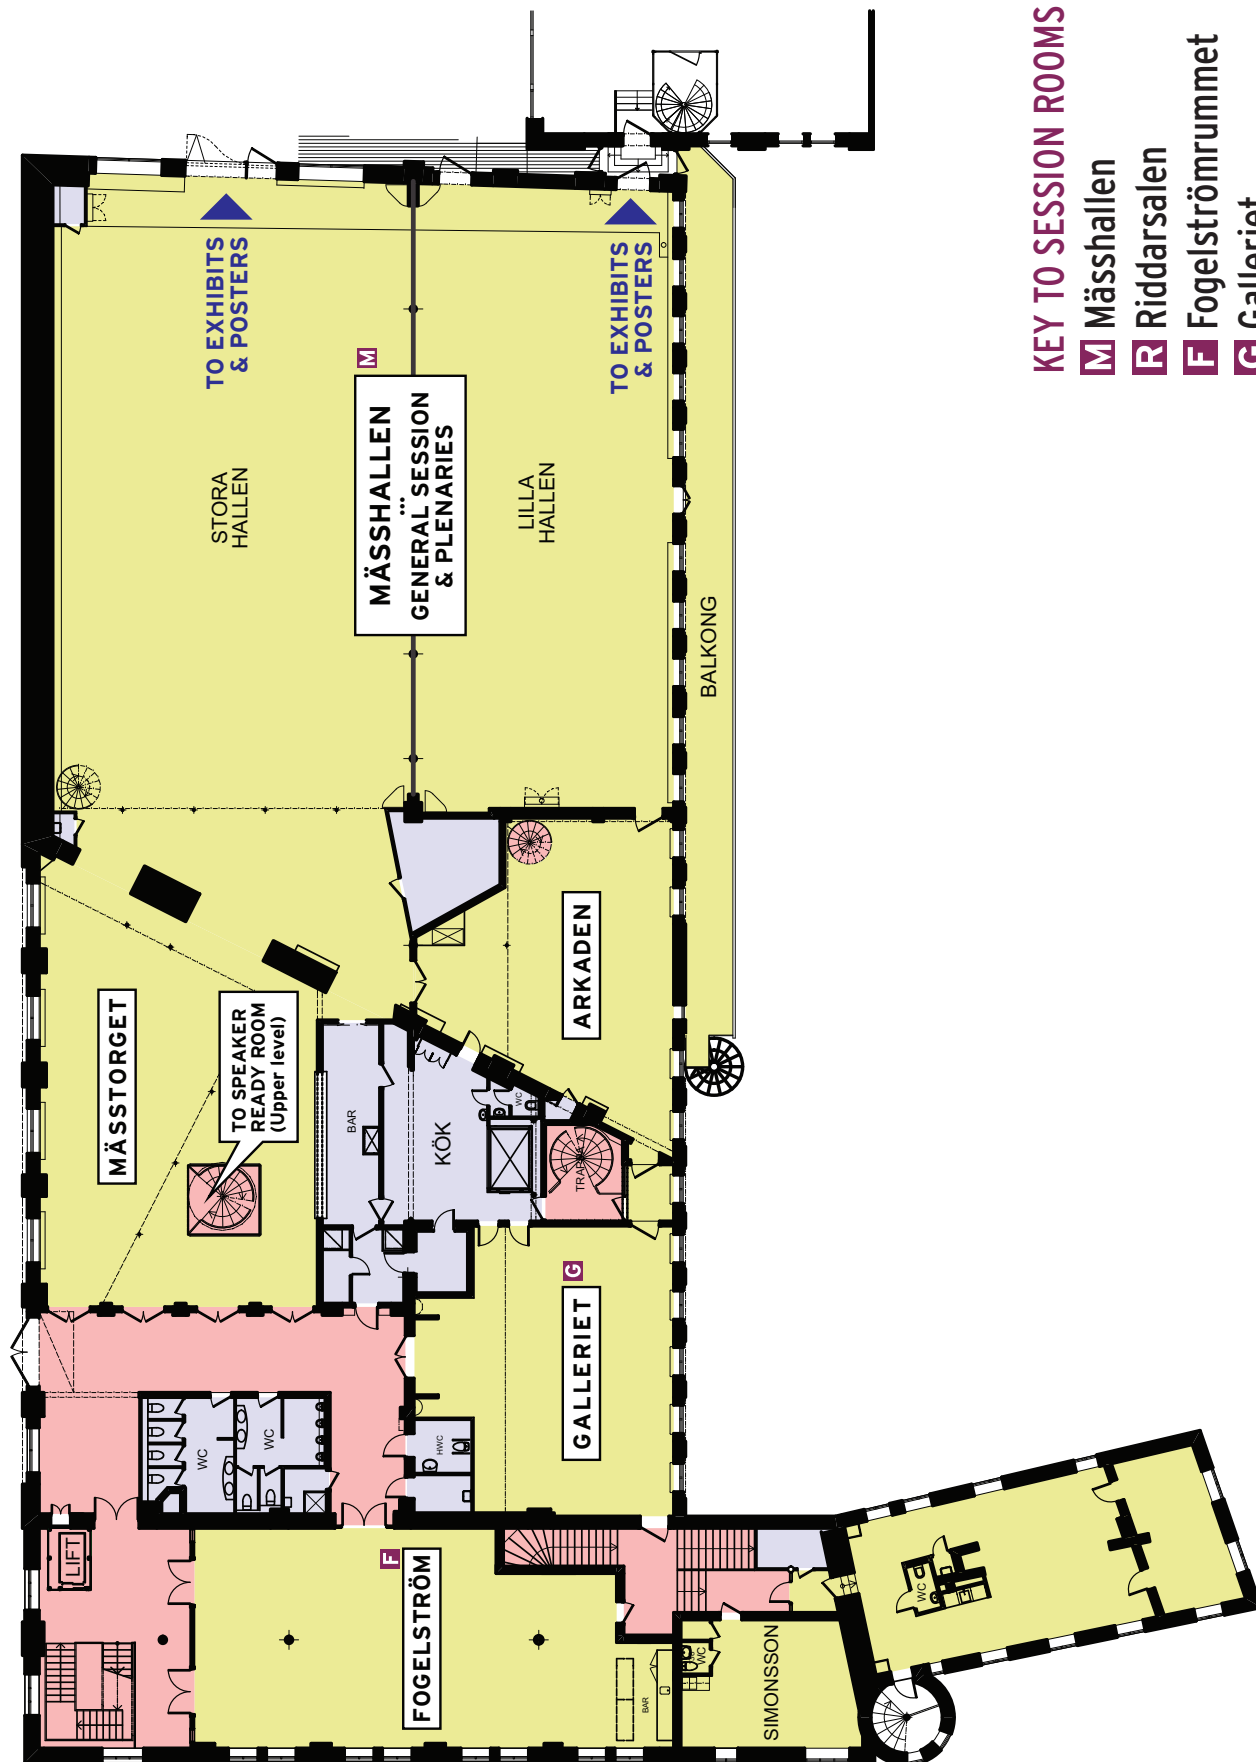 KEY TO SESSION ROOMS
M Mässhallen
R Riddarsalen
F Fogelströmrummet
G Galleriet
TO EXHIBITS
& POSTERS
TO EXHIBITS
& POSTERS
STORA
HALLEN
M
MÄSSHALLEN
...
GENERAL SESSION
& PLENARIES
LILLA
HALLEN
BALKONG
MÄSSTORGET
TO SPEAKER
READY ROOM
(Upper level)
ARKADEN
BAR
KÖK
WC
TRAPPA
G
GALLERIET
WC
WC
HWC
LIFT
F
FOGELSTRÖM
BAR
WC
SIMONSSON
WC